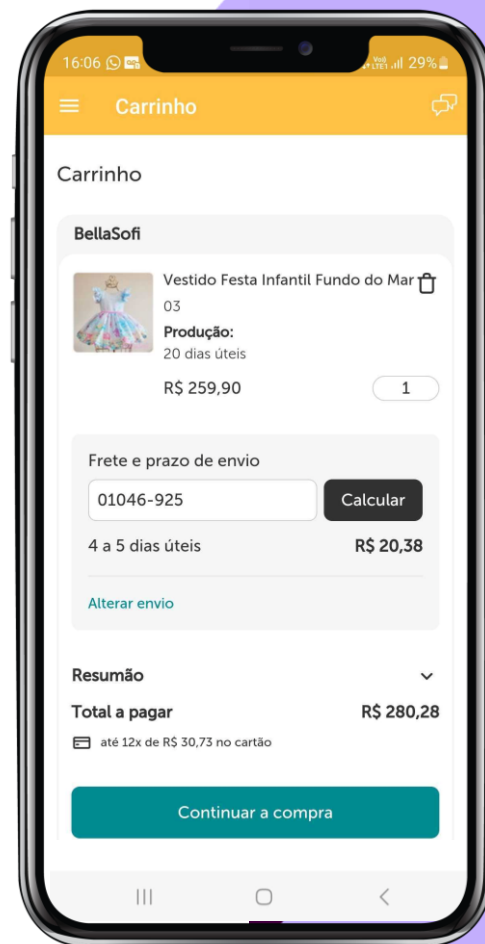 16:06
29%
Carrinho
Carrinho
BellaSofi
Vestido Festa Infantil Fundo do Mar
03
Produção:
20 dias úteis
R$ 259,90
1
Frete e prazo de envio
01046-925
Calcular
4 a 5 dias úteis
R$ 20,38
Alterar envio
Resumão
Total a pagar
R$ 280,28
até 12x de R$ 30,73 no cartão
Continuar a compra